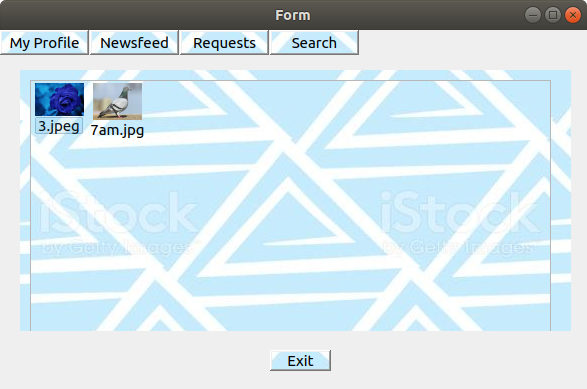 Form
My Profile Newsfeed Requests Search
3.jpeg 7am.jpg
iStock iStock
by Getty Images by Getty Images
Exit